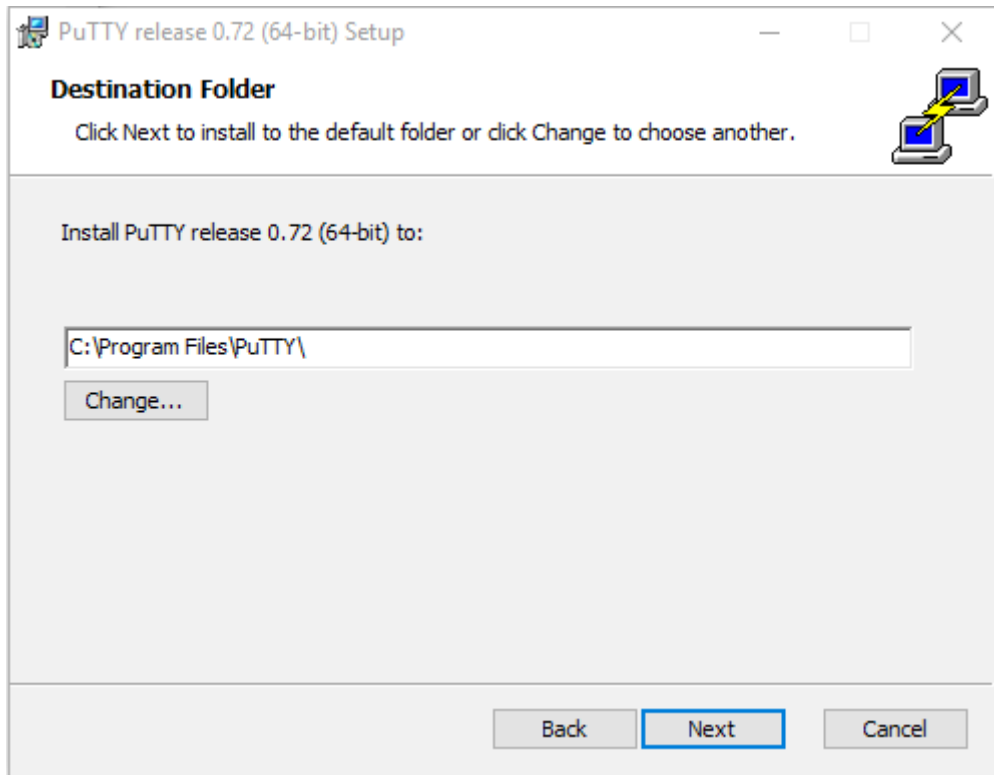 PuTTY release 0.72 (64-bit) Setup
Destination Folder
Click Next to install to the default folder or click Change to choose another.
Install PuTTY release 0.72 (64-bit) to:
C:\Program Files\PuTTY\
Change...
Back Next Cancel